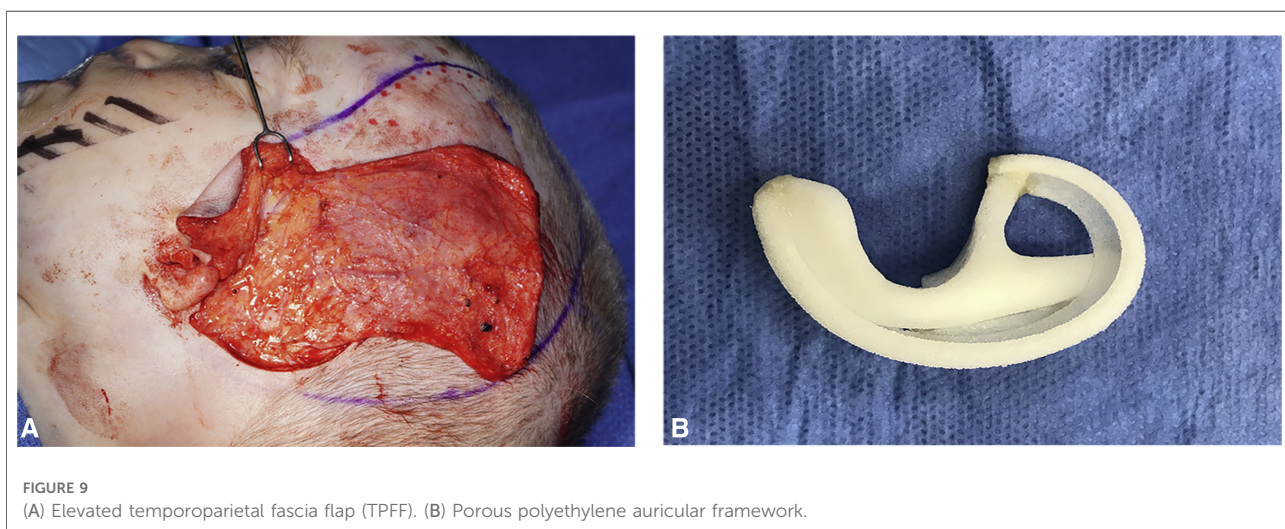 A
B
FIGURE 9
(A) Elevated temporoparietal fascia flap (TPFF). (B) Porous polyethylene auricular framework.